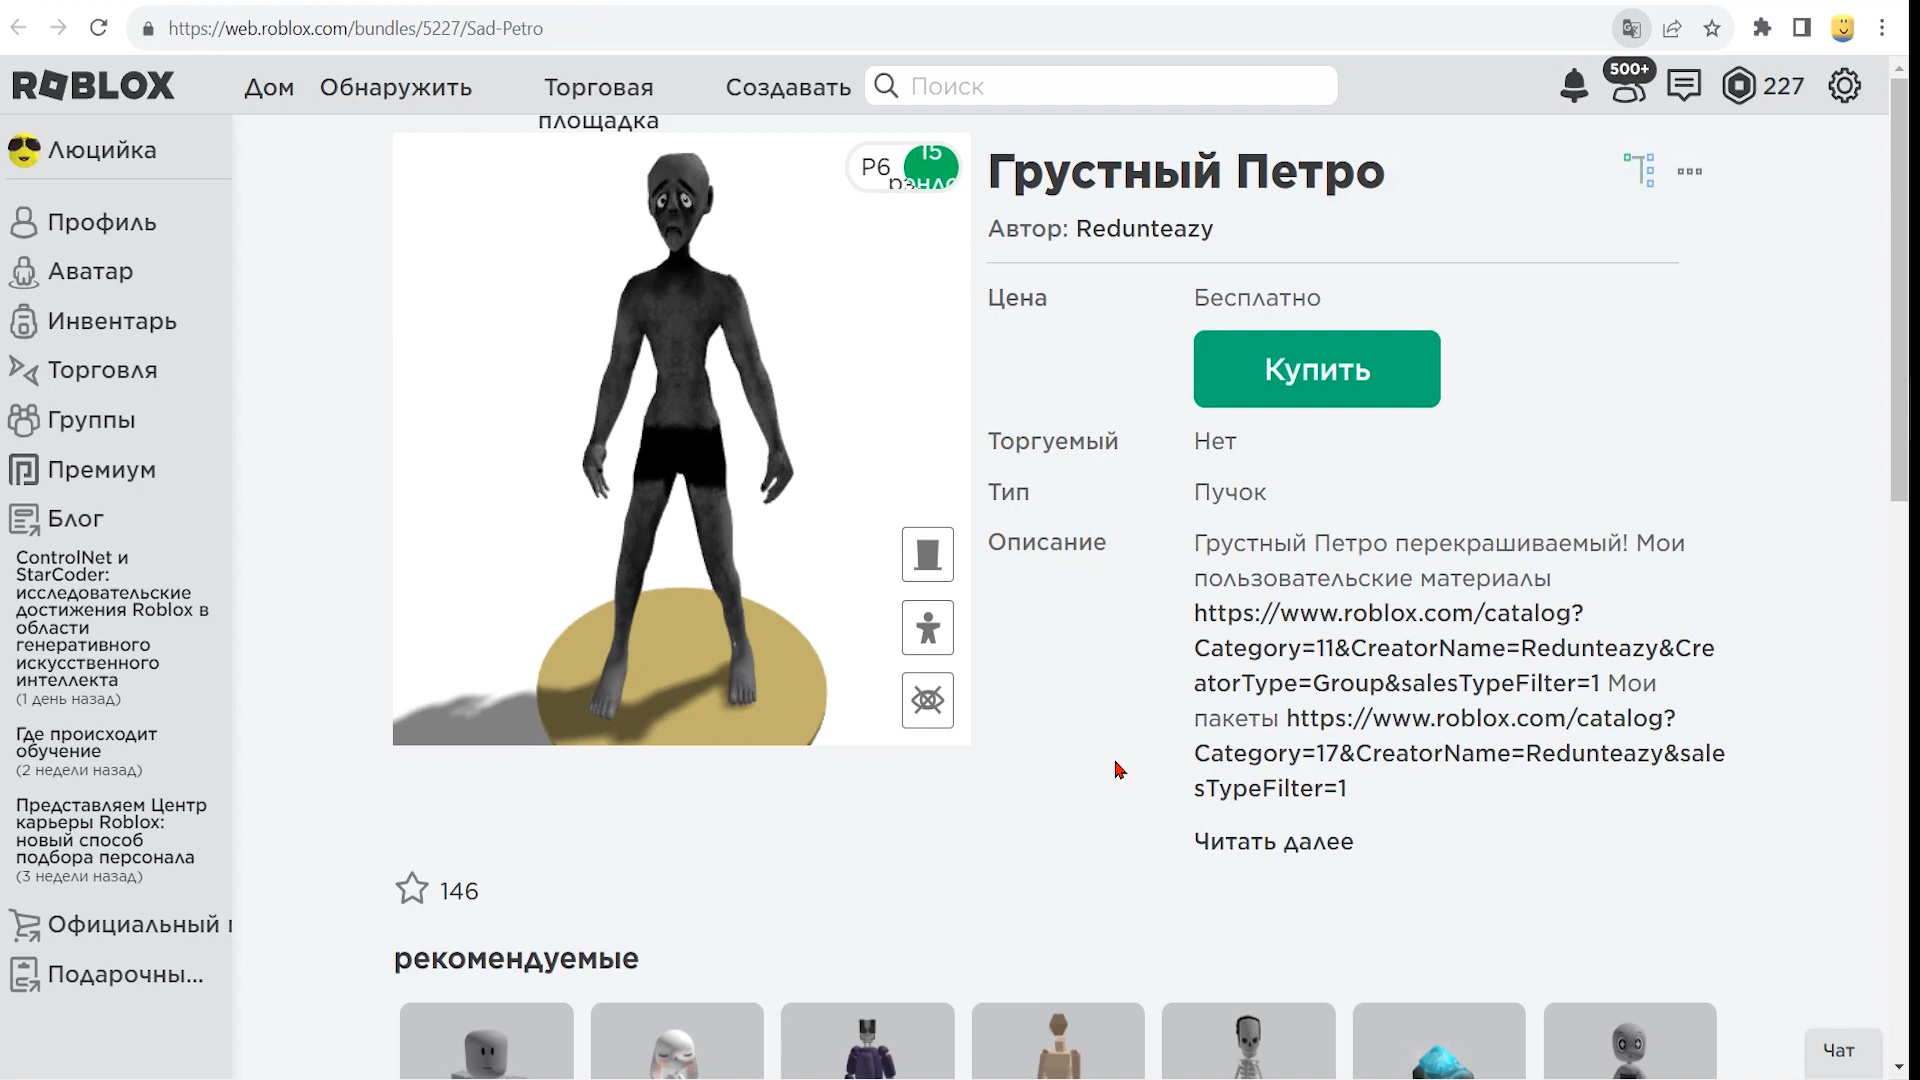 https://web.roblox.com/bundles/5227/Sad-Petro
ROBLOX
Дом
Обнаружить
Торговая
площадка
Создавать
Поиск
500+
227
Люцийка
Профиль
Аватар
Инвентарь
Торговля
Группы
Премиум
Блог
ControlNet и
StarCoder:
исследовательские
достижения Roblox в
области
генеративного
искусственного
интеллекта
(1 день назад)
Где происходит
обучение
(2 недели назад)
Представляем Центр
карьеры Roblox:
новый способ
подбора персонала
(3 недели назад)
Официальный
Подарочны...
Р6
15
Грустный Петро
Автор: Redunteazy
Цена
Бесплатно
Купить
Торгуемый
Нет
Тип
Пучок
Описание
Грустный Петро перекрашиваемый! Мои
пользовательские материалы
https://www.roblox.com/catalog?
Category=11&CreatorName=Redunteazy&Cre
atorType=Group&salesTypeFilter=1 Мои
пакеты https://www.roblox.com/catalog?
Category=17&CreatorName=Redunteazy&sale
sTypeFilter=1
Читать далее
146
рекомендуемые
Чат